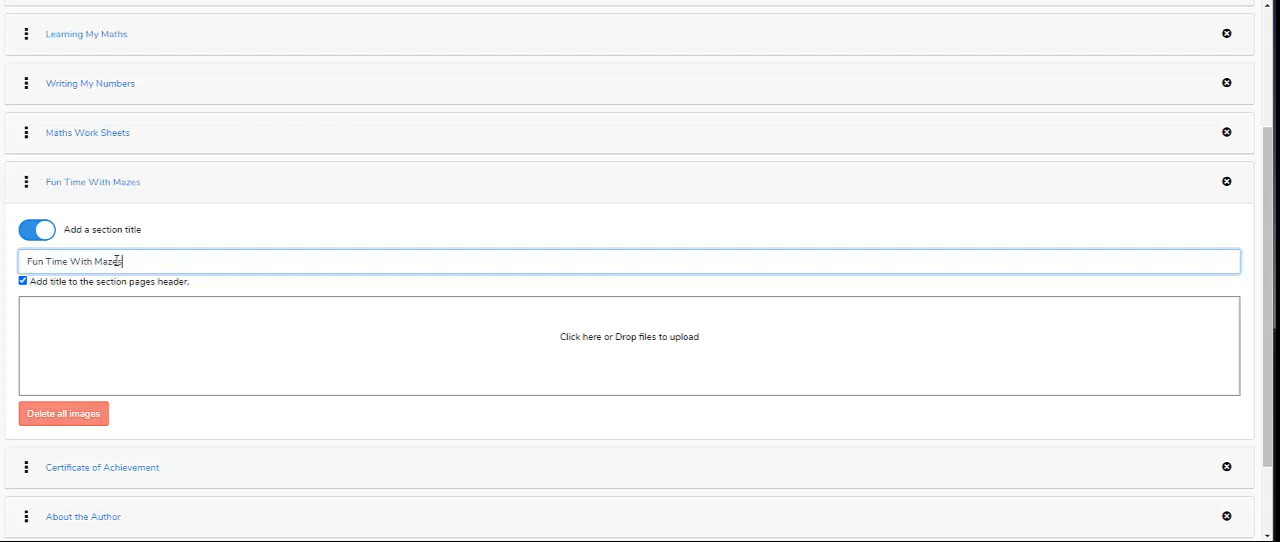 Learning My Maths
Writing My Numbers
Maths Work Sheets
Fun Time With Mazes
Add a section title
Fun Time With Mazes
Add title to the section pages header.
Click here or Drop files to upload
Delete all images
Certificate of Achievement
About the Author